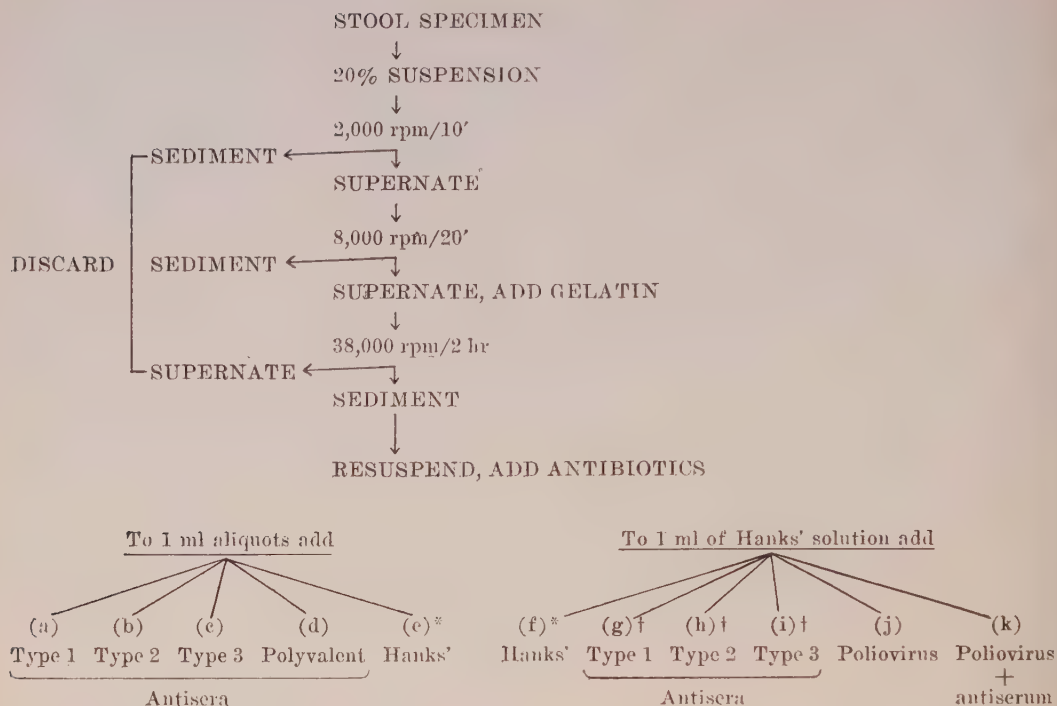 STOOL SPECIMEN
20% SUSPENSION
2,000 rpm/10′
SEDIMENT
SUPERNATE
8,000 rpm/20′
DISCARD
SEDIMENT
SUPERNATE, ADD GELATIN
38,000 rpm/2 hr
SUPERNATE
SEDIMENT
RESUSPEND, ADD ANTIBIOTICS
To 1 ml aliquots add
(a) (b) (c) (d) (e)*
Type 1 Type 2 Type 3 Polyvalent Hanks'
Antisera
To 1 ml of Hanks' solution add
(f)* (g)† (h)† (i)† (j) (k)
Hanks' Type 1 Type 2 Type 3 Poliovirus Poliovirus
+
Antisera antiserum